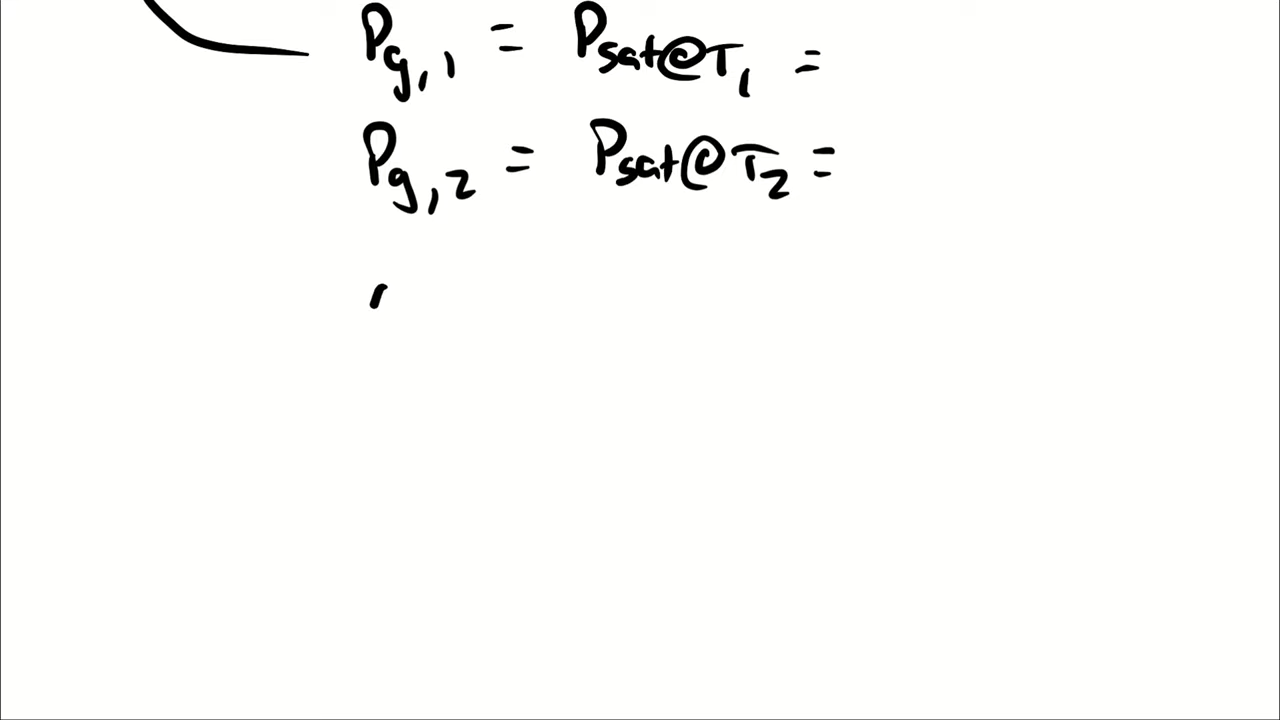 Pg,1 = Psat@T1 =
Pg,2 = Psat@T2 =